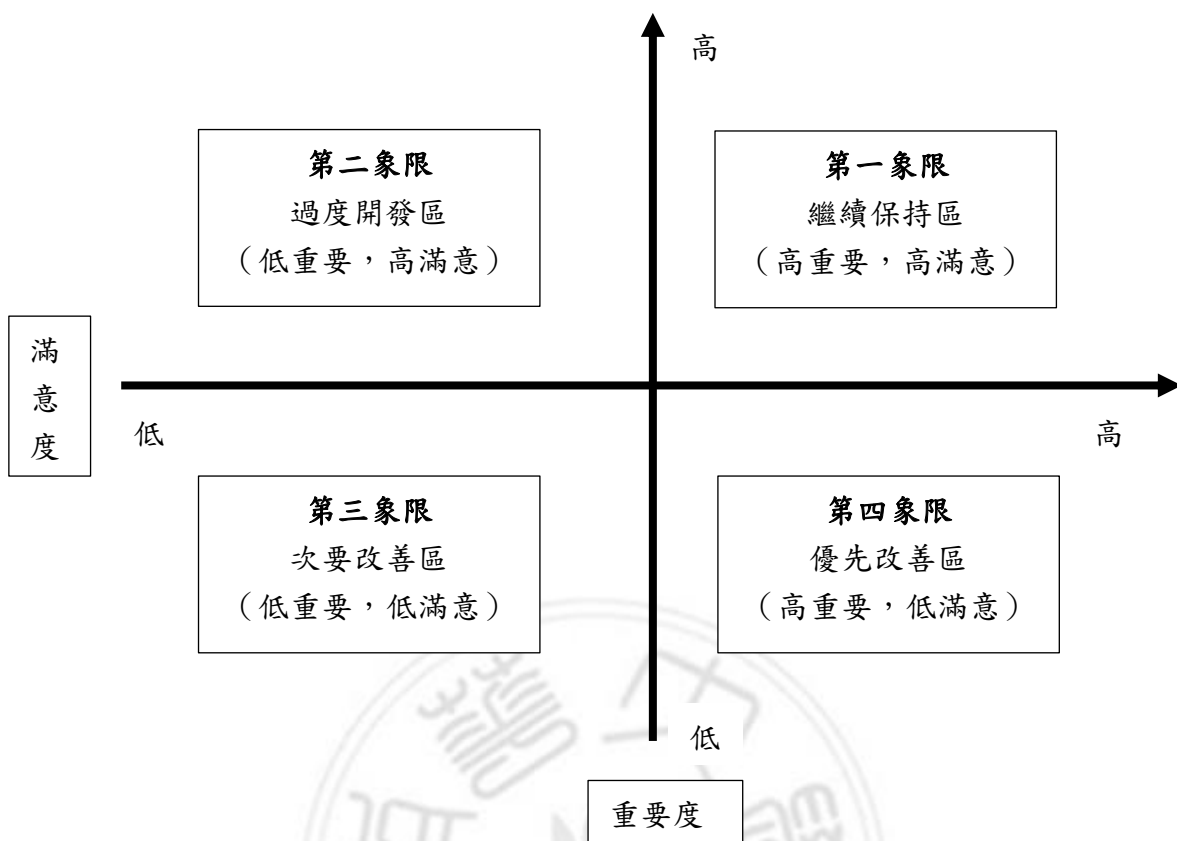 高
第二象限
過度開發區
（低重要，高滿意）
第一象限
繼續保持區
（高重要，高滿意）
滿
意
度
低
高
第三象限
次要改善區
（低重要，低滿意）
第四象限
優先改善區
（高重要，低滿意）
低
重要度